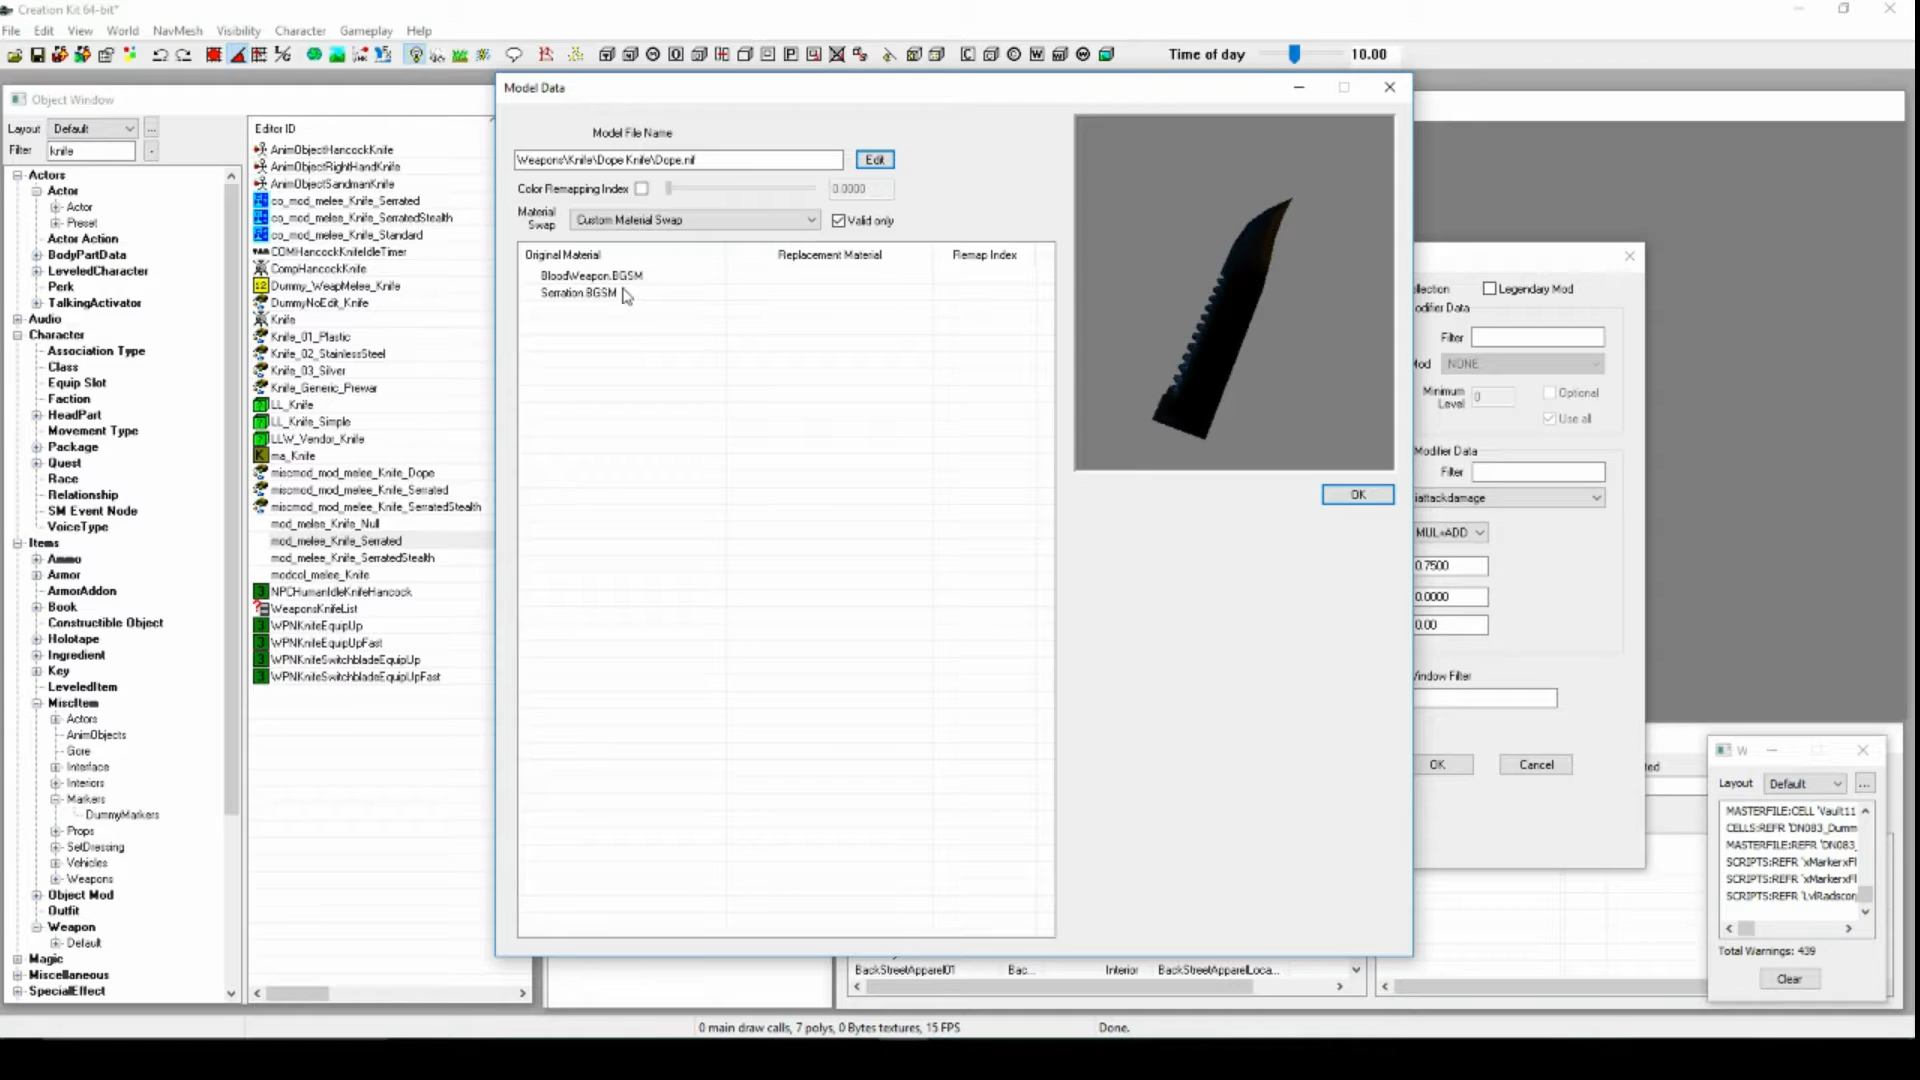 Creation Kit 64-bit*
File Edit View World NavMesh Visibility Character Gameplay Help
Time of day 10.00
Object Window
Layout Default ...
Filter knife
Actors
Actor
Actor
Preset
Actor Action
BodyPartData
LeveledCharacter
Perk
TalkingActivator
Audio
Character
Association Type
Class
Equip Slot
Faction
HeadPart
Movement Type
Package
Quest
Race
Relationship
SM Event Node
VoiceType
Items
Ammo
Armor
ArmorAddon
Book
Constructible Object
Holotape
Ingredient
Key
LeveledItem
MiscItem
Actors
AnimObjects
Gore
Interface
Interiors
Markers
DummyMarkers
Props
SetDressing
Vehicles
Weapons
Object Mod
Outfit
Weapon
Default
Magic
Miscellaneous
SpecialEffect
Editor ID
AnimObjectHancockKnife
AnimObjectRightHandKnife
AnimObjectSandmanKnife
co_mod_melee_Knife_Serrated
co_mod_melee_Knife_SerratedStealth
co_mod_melee_Knife_Standard
COMHancockKnifeIdleTimer
CompHancockKnife
Dummy_WeapMelee_Knife
DummyNoEdit_Knife
Knife
Knife_01_Plastic
Knife_02_StainlessSteel
Knife_03_Silver
Knife_Generic_Prewar
LL_Knife
LL_Knife_Simple
LLW_Vendor_Knife
ma_Knife
miscmod_mod_melee_Knife_Dope
miscmod_mod_melee_Knife_Serrated
miscmod_mod_melee_Knife_SerratedStealth
mod_melee_Knife_Null
mod_melee_Knife_Serrated
mod_melee_Knife_SerratedStealth
modcol_melee_Knife
NPCHumanIdleKnifeHancock
WeaponsKnifeList
WPNKnifeEquipUp
WPNKnifeEquipUpFast
WPNKnifeSwitchbladeEquipUp
WPNKnifeSwitchbladeEquipUpFast
Model Data
Model File Name
Weapons\Knife\Dope Knife\Dope.nif Edit
Color Remapping Index 0.0000
Material Swap Custom Material Swap Valid only
Original Material Replacement Material Remap Index
BloodWeapon.BGSM
Serration.BGSM
OK
Legendary Mod
Filter
NONE
Minimum Level 0 Optional
Use all
Modifier Data
Filter
MUL+ADD
0.7500
0.0000
0.00
OK Cancel
BackStreetApparel01 Bac... Interior BackStreetApparelLoca...
W
Layout Default ...
MASTERFILE:CELL 'Vault11
CELLS:REFR 'DN083_Dumm
MASTERFILE:REFR 'DN083_
SCRIPTS:REFR 'xMarkerxFl
SCRIPTS:REFR 'xMarkerxFl
SCRIPTS:REFR 'LvlRadscor
Total Warnings: 439
Clear
0 main draw calls, 7 polys, 0 Bytes textures, 15 FPS Done.